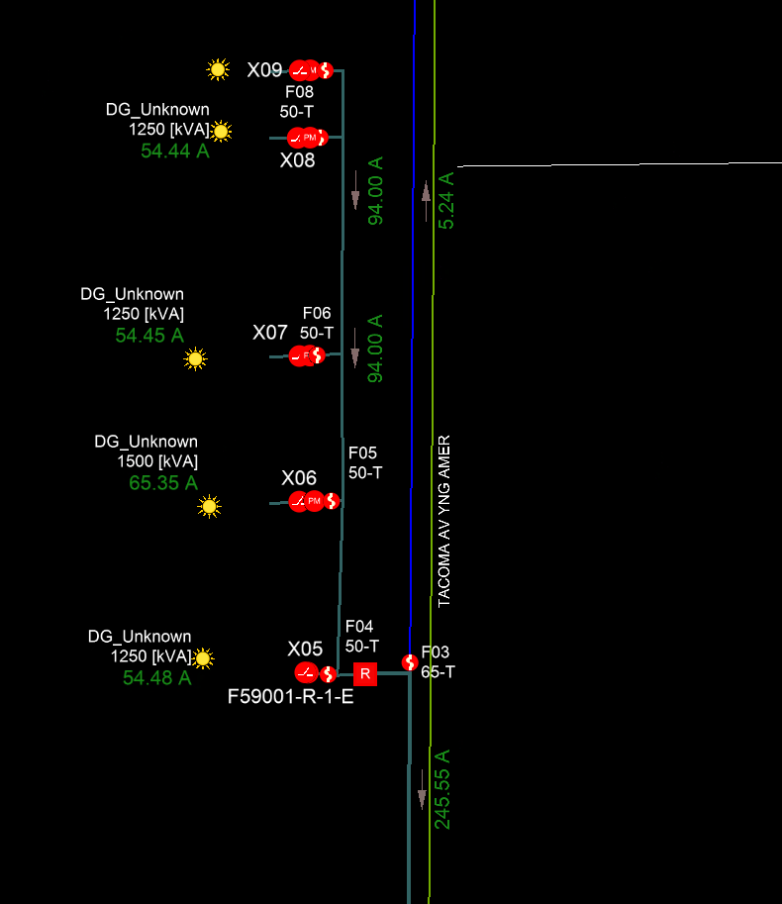 X09
F08
50-T
DG_Unknown
1250 [kVA]
54.44 A
PM
X08
94.00 A
5.24 A
DG_Unknown
1250 [kVA]
54.45 A
F06
X07 50-T
94.00 A
DG_Unknown
1500 [kVA]
65.35 A
F05
50-T
X06
PM
TACOMA AV YNG AMER
DG_Unknown
1250 [kVA]
54.48 A
F04
50-T
X05
R
F03
65-T
F59001-R-1-E
245.55 A